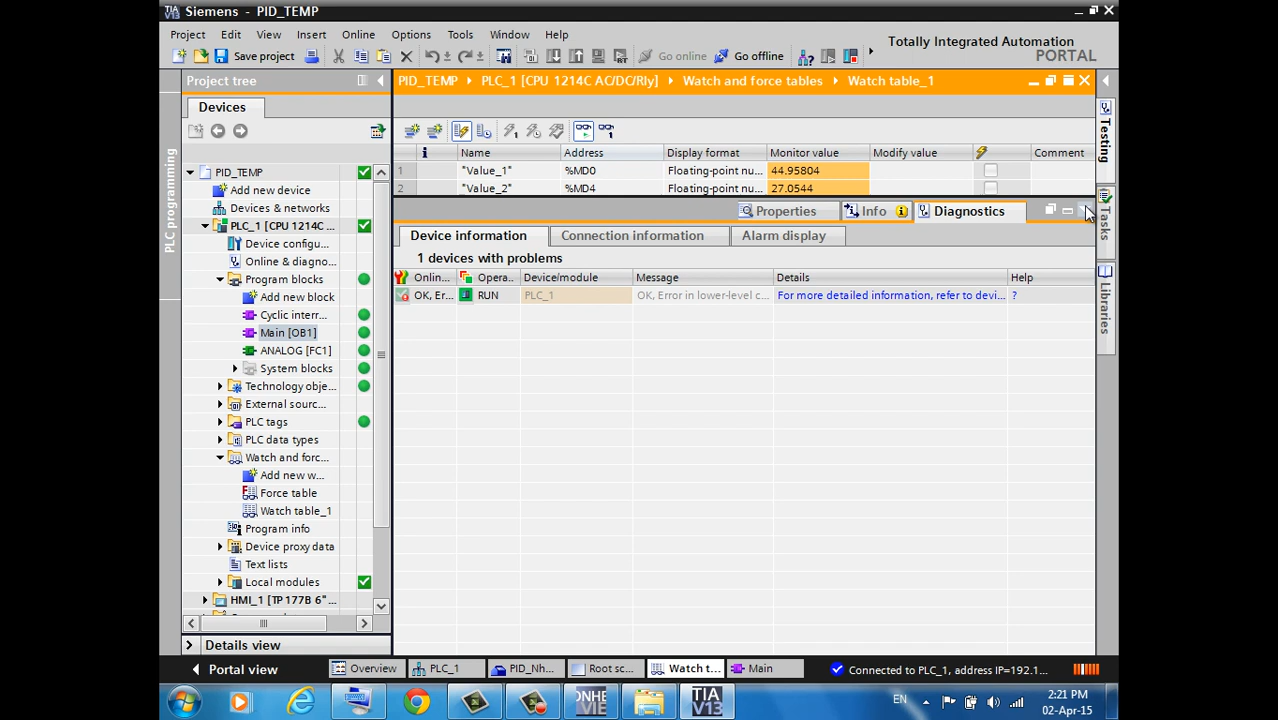 Siemens - PID_TEMP
Project Edit View Insert Online Options Tools Window Help
Totally Integrated Automation
PORTAL
Save project
Go online
Go offline
Project tree
PID_TEMP PLC_1 [CPU 1214C AC/DC/Rly] Watch and force tables Watch table_1
Devices
PLC programming
Testing
Tasks
Libraries
i Name Address Display format Monitor value Modify value Comment
1 "Value_1" %MD0 Floating-point nu... 44.95804
2 "Value_2" %MD4 Floating-point nu... 27.0544
Properties Info Diagnostics
Device information Connection information Alarm display
1 devices with problems
Onlin... Opera... Device/module Message Details Help
OK, Er... RUN PLC_1 OK, Error in lower-level c... For more detailed information, refer to devi... ?
PID_TEMP
Add new device
Devices & networks
PLC_1 [CPU 1214C ...
Device configu...
Online & diagno...
Program blocks
Add new block
Cyclic interr...
Main [OB1]
ANALOG [FC1]
System blocks
Technology obje...
External sourc...
PLC tags
PLC data types
Watch and forc...
Add new w...
Force table
Watch table_1
Program info
Device proxy data
Text lists
Local modules
HMI_1 [TP 177B 6"...
Details view
Portal view
Overview
PLC_1
PID_Nh...
Root sc...
Watch t...
Main
Connected to PLC_1, address IP=192.1...
TIA
V13
EN
2:21 PM
02-Apr-15